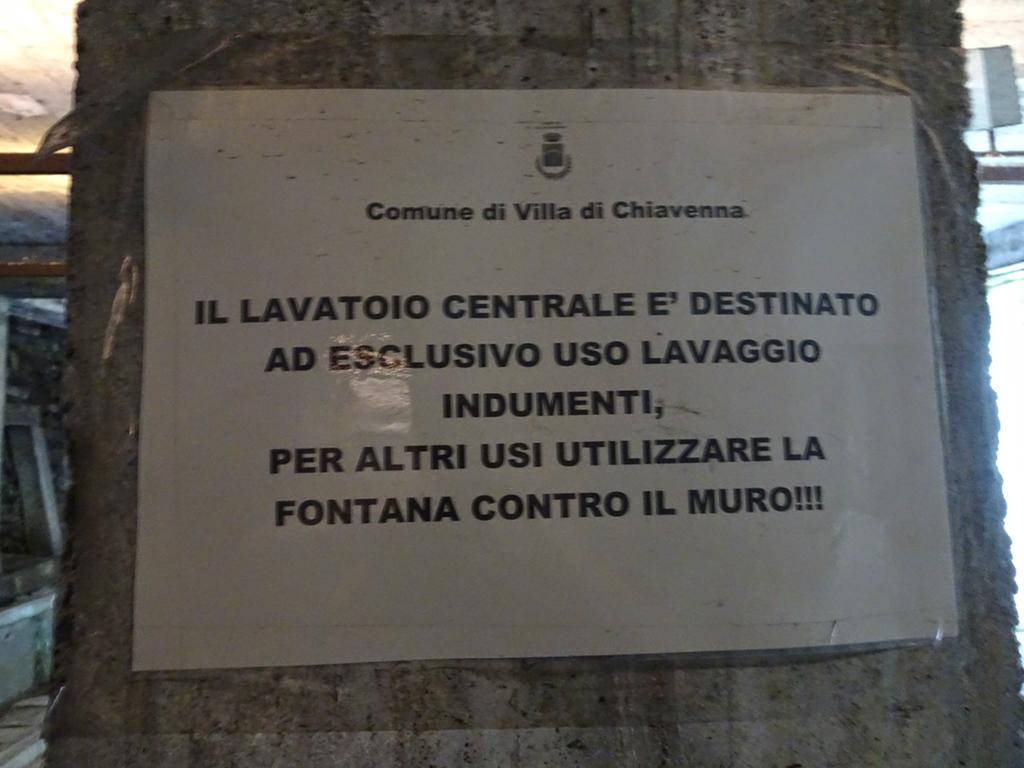 Comune di Villa di Chiavenna
IL LAVATOIO CENTRALE E' DESTINATO
AD ESCLUSIVO USO LAVAGGIO
INDUMENTI,
PER ALTRI USI UTILIZZARE LA
FONTANA CONTRO IL MURO!!!